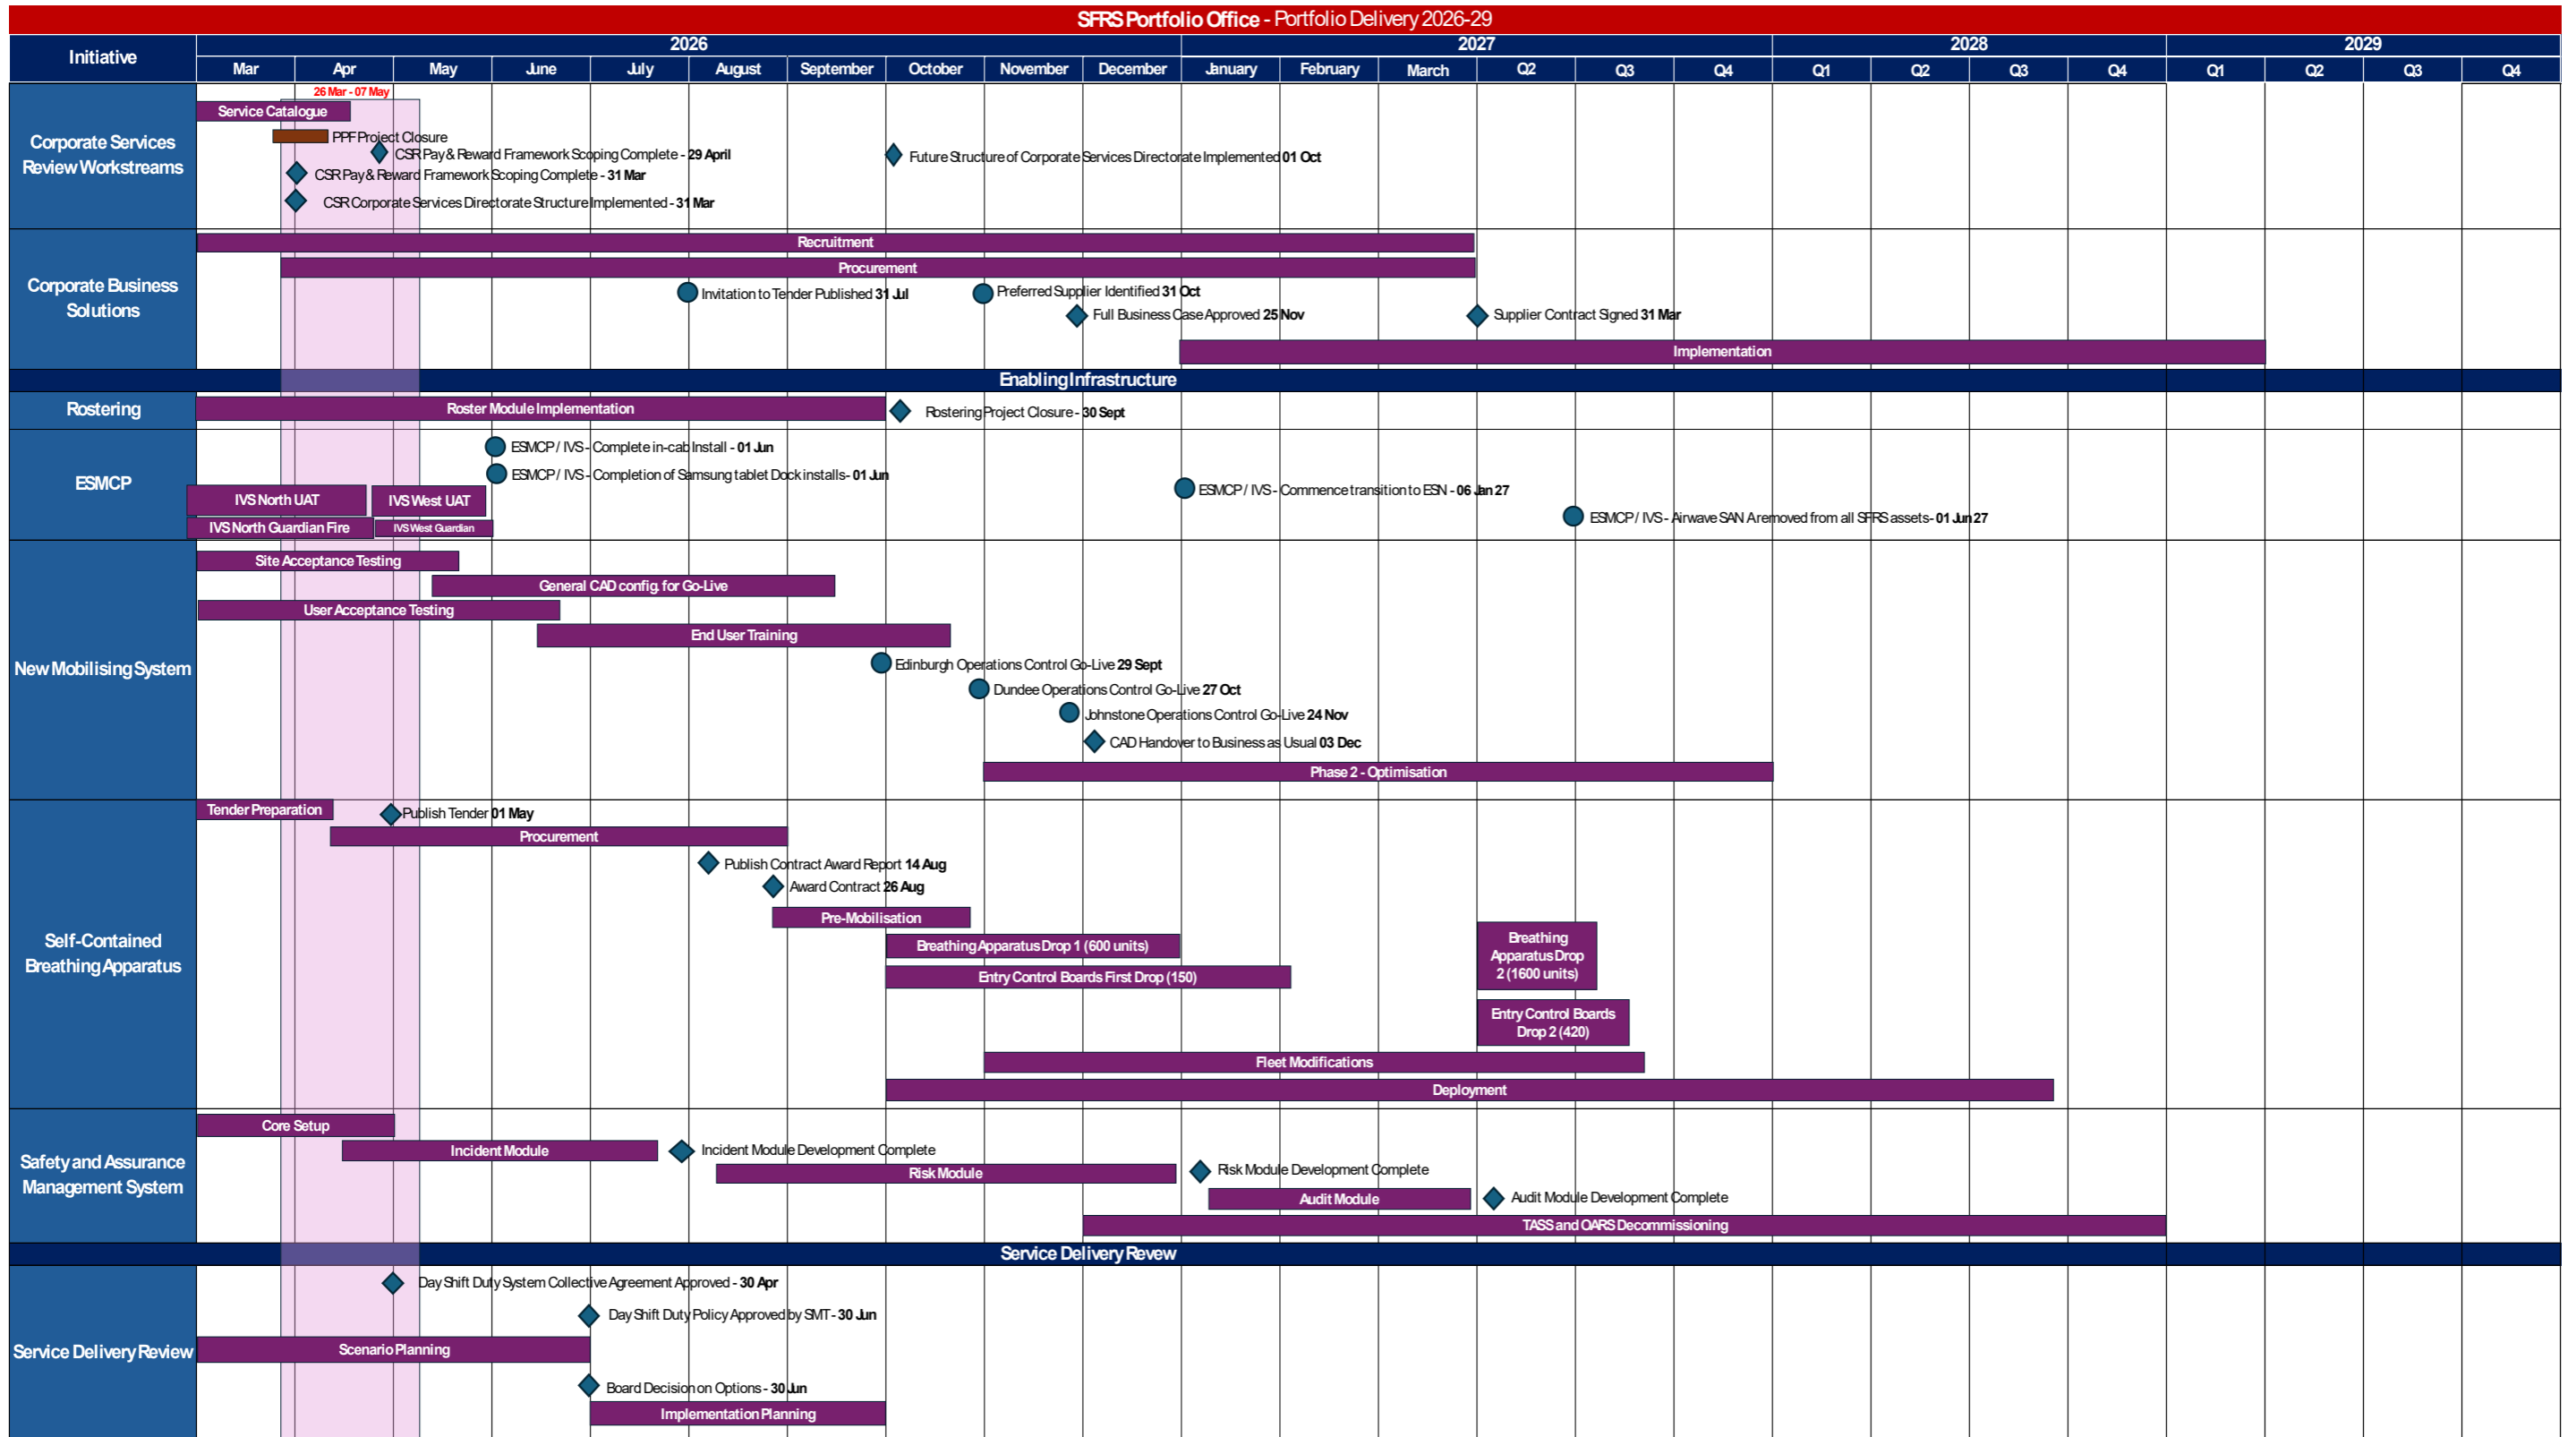 SFRS Portfolio Office - Portfolio Delivery 2026-29
Initiative
2026
2027
2028
2029
Mar
Apr
May
June
July
August
September
October
November
December
January
February
March
Q2
Q3
Q4
Q1
Q2
Q3
Q4
Q1
Q2
Q3
Q4
26 Mar - 07 May
Corporate Services
Review Workstreams
Service Catalogue
PPF Project Closure
CSR Pay & Reward Framework Scoping Complete - 29 April
Future Structure of Corporate Services Directorate Implemented 01 Oct
CSR Pay & Reward Framework Scoping Complete - 31 Mar
CSR Corporate Services Directorate Structure Implemented - 31 Mar
Corporate Business
Solutions
Recruitment
Procurement
Invitation to Tender Published 31 Jul
Preferred Supplier Identified 31 Oct
Full Business Case Approved 25 Nov
Supplier Contract Signed 31 Mar
Implementation
Enabling Infrastructure
Rostering
Roster Module Implementation
Rostering Project Closure - 30 Sept
ESMCP
ESMCP / IVS - Complete in-cab Install - 01 Jun
ESMCP / IVS - Completion of Samsung tablet Dock installs- 01 Jun
IVS North UAT
IVS West UAT
ESMCP / IVS - Commence transition to ESN - 06 Jan 27
ESMCP / IVS - Airwave SAN A removed from all SFRS assets- 01 Jun 27
IVS North Guardian Fire
IVS West Guardian
New Mobilising System
Site Acceptance Testing
General CAD config. for Go-Live
User Acceptance Testing
End User Training
Edinburgh Operations Control Go-Live 29 Sept
Dundee Operations Control Go-Live 27 Oct
Johnstone Operations Control Go-Live 24 Nov
CAD Handover to Business as Usual 03 Dec
Phase 2 - Optimisation
Self-Contained
Breathing Apparatus
Tender Preparation
Publish Tender 01 May
Procurement
Publish Contract Award Report 14 Aug
Award Contract 26 Aug
Pre-Mobilisation
Breathing Apparatus Drop 1 (600 units)
Breathing
Apparatus Drop
2 (1600 units)
Entry Control Boards First Drop (150)
Entry Control Boards
Drop 2 (420)
Fleet Modifications
Deployment
Safety and Assurance
Management System
Core Setup
Incident Module
Incident Module Development Complete
Risk Module
Risk Module Development Complete
Audit Module
Audit Module Development Complete
TASS and OARS Decommissioning
Service Delivery Revew
Service Delivery Review
Day Shift Duty System Collective Agreement Approved - 30 Apr
Day Shift Duty Policy Approved by SMT - 30 Jun
Scenario Planning
Board Decision on Options - 30 Jun
Implementation Planning